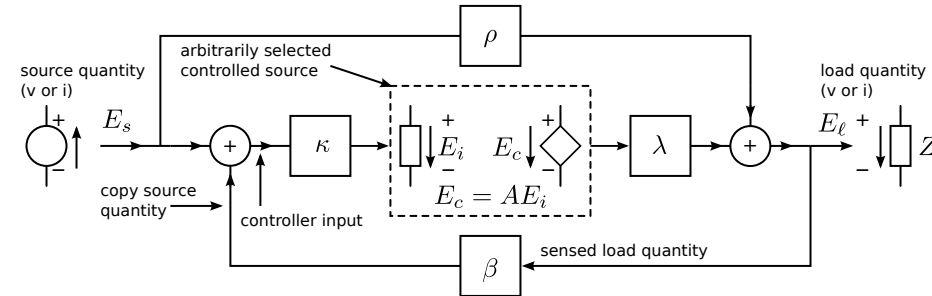 ρ
arbitrarily selected
controlled source
source quantity
(v or i)
load quantity
(v or i)
+
−
E_s
+
κ
+
E_i
−
E_c
+
−
E_c = AE_i
λ
+
E_ℓ
+
−
Z
copy source
quantity
controller input
β
sensed load quantity